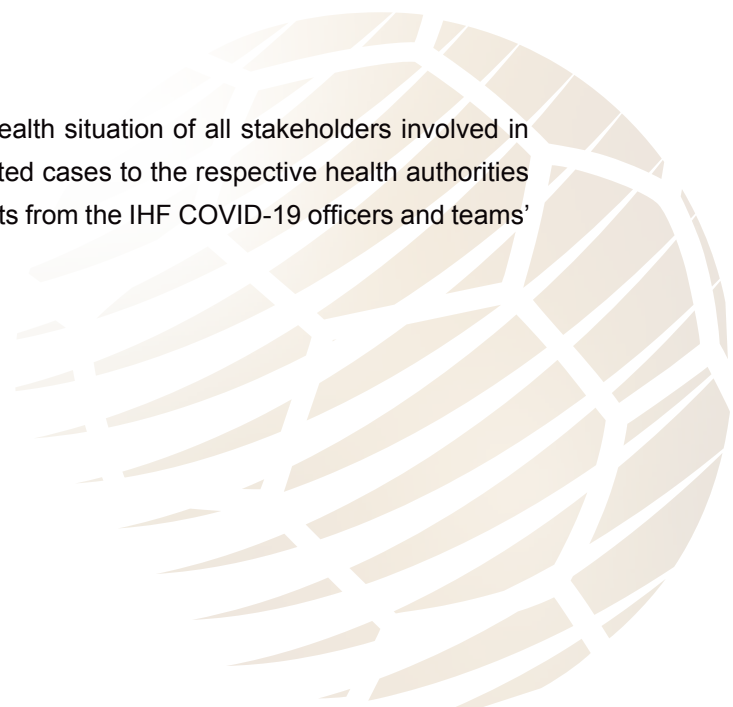 ealth situation of all stakeholders involved in
ted cases to the respective health authorities
ts from the IHF COVID-19 officers and teams’